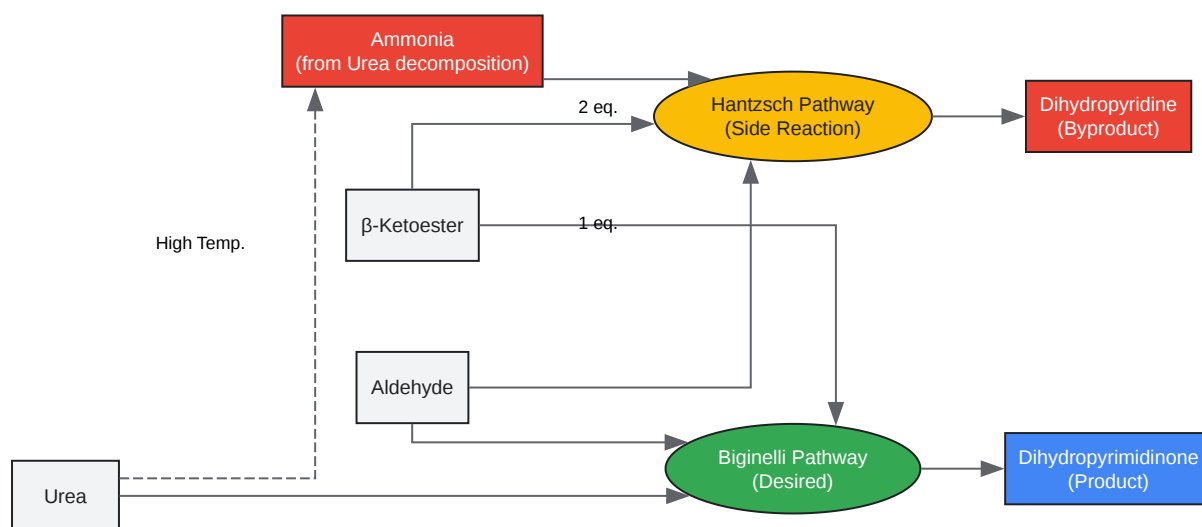 Ammonia
(from Urea decomposition)
2 eq.
Hantzsch Pathway
(Side Reaction)
Dihydropyridine
(Byproduct)
β-Ketoester
1 eq.
High Temp.
Aldehyde
Biginelli Pathway
(Desired)
Dihydropyrimidinone
(Product)
Urea